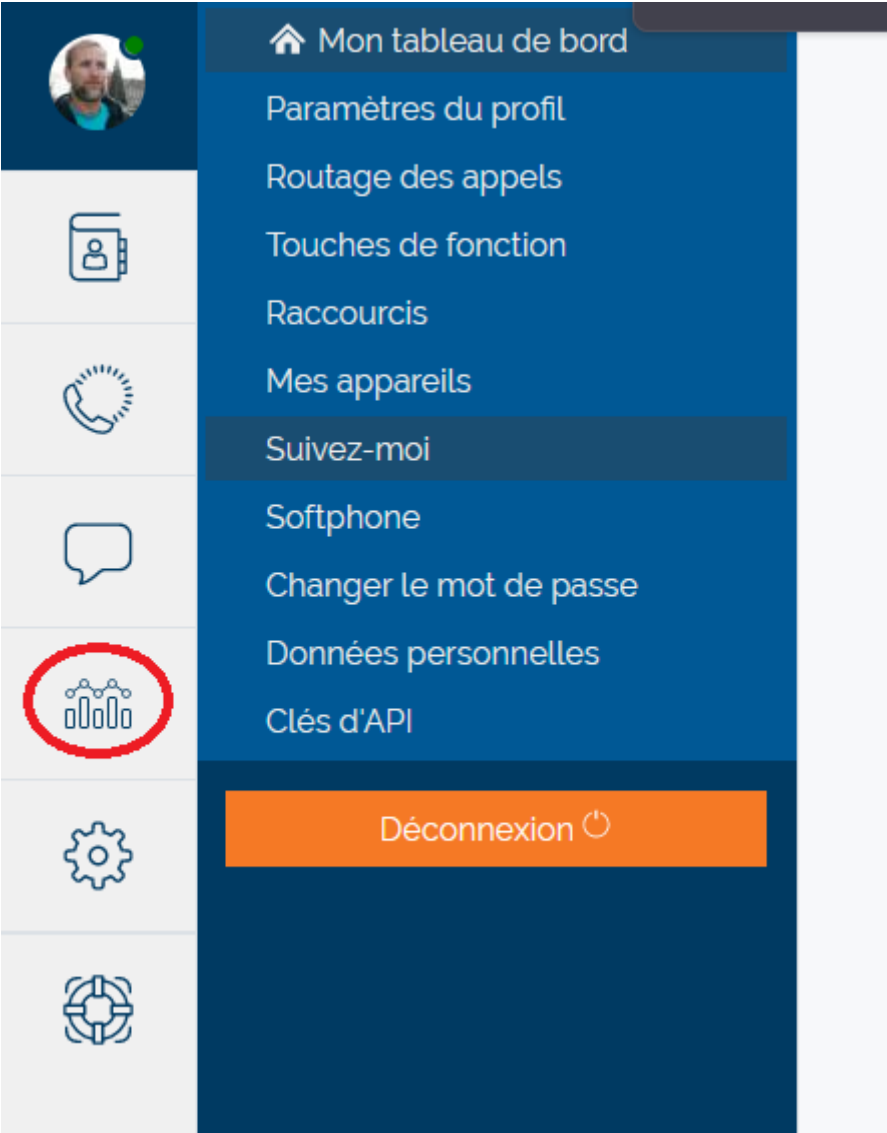 Mon tableau de bord
Paramètres du profil
Routage des appels
Touches de fonction
Raccourcis
Mes appareils
Suivez-moi
Softphone
Changer le mot de passe
Données personnelles
Clés d'API
Déconnexion